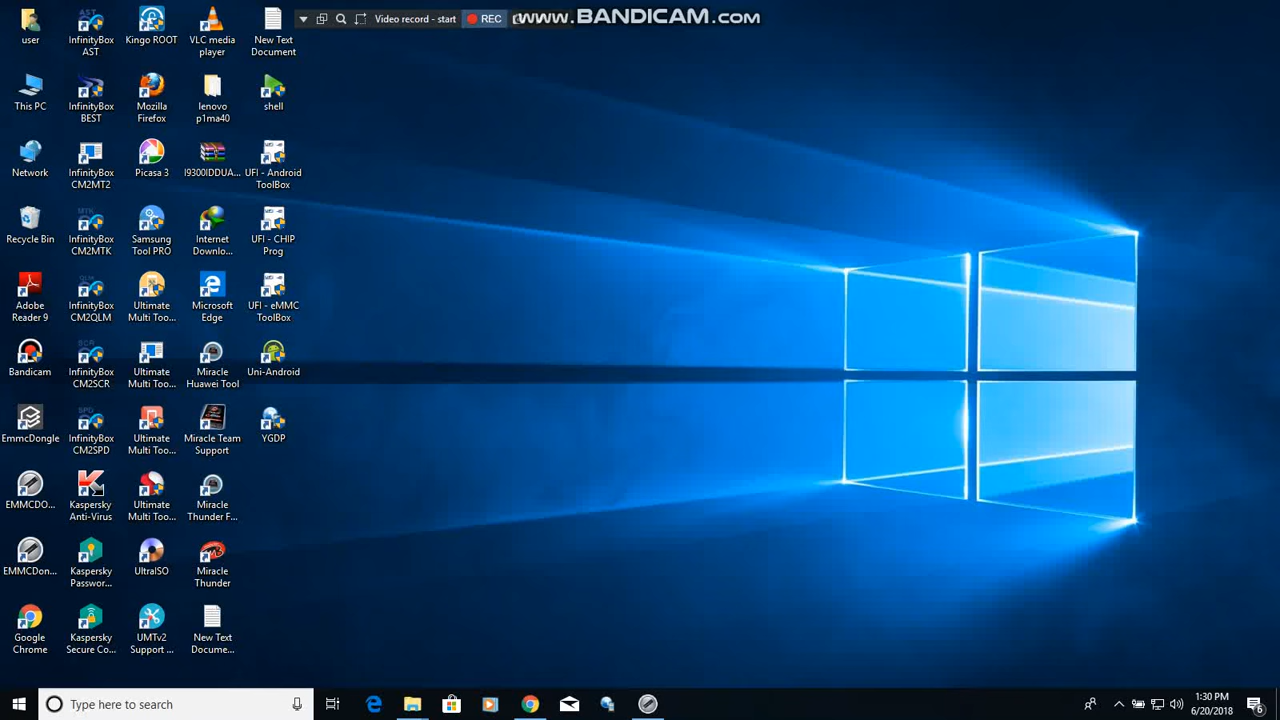 Video record - start
REC
www.BANDICAM.com
user
InfinityBox
AST
Kingo ROOT
VLC media
player
New Text
Document
This PC
InfinityBox
BEST
Mozilla
Firefox
lenovo
p1ma40
shell
Network
InfinityBox
CM2MT2
Picasa 3
I9300IDDUA...
UFI - Android
ToolBox
Recycle Bin
MTK
InfinityBox
CM2MTK
Samsung
Tool PRO
Internet
Downlo...
UFI - CHIP
Prog
Adobe
Reader 9
QLM
InfinityBox
CM2QLM
Ultimate
Multi Too...
Microsoft
Edge
UFI - eMMC
ToolBox
Bandicam
InfinityBox
CM2SCR
Ultimate
Multi Too...
Miracle
Huawei Tool
Uni-Android
EmmcDongle
SPD
InfinityBox
CM2SPD
Ultimate
Multi Too...
Miracle Team
Support
YGDP
EMMCDO...
Kaspersky
Anti-Virus
Ultimate
Multi Too...
Miracle
Thunder F...
EMMCDon...
Kaspersky
Passwor...
UltraISO
Miracle
Thunder
Google
Chrome
Kaspersky
Secure Co...
UMTv2
Support ...
New Text
Docume...
Type here to search
1:30 PM
6/20/2018
6